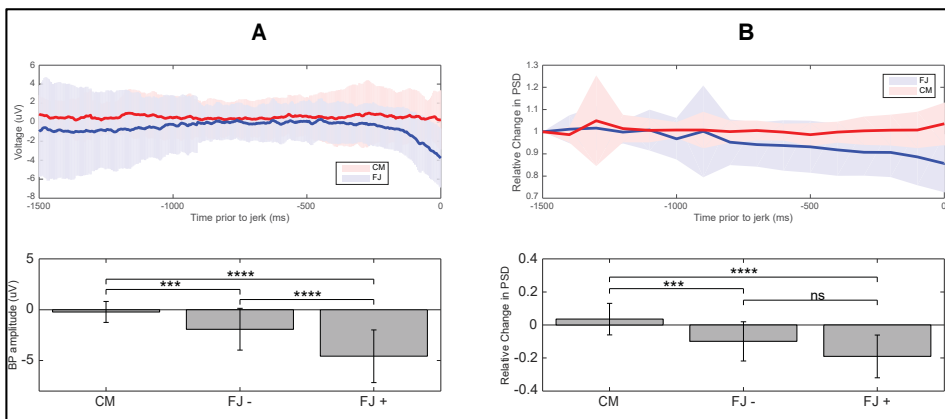 A
B
6
4
2
0
-2
-4
-6
-8
Voltage (uV)
CM
FJ
-1500
-1000
-500
0
Time prior to jerk (ms)
1.3
1.2
1.1
1
0.9
0.8
0.7
Relative Change in PSD
FJ
CM
-1500
-1000
-500
0
Time prior to jerk (ms)
5
0
-5
BP amplitude (uV)
****
***
****
CM
FJ -
FJ +
0.4
0.2
0
-0.2
-0.4
Relative Change in PSD
****
***
ns
CM
FJ -
FJ +